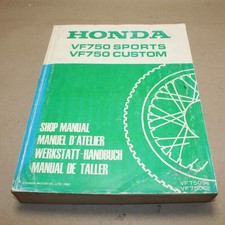 HONDA
VF750 SPORTS
VF750 CUSTOM
SHOP MANUAL
MANUEL D'ATELIER
WERKSTATT-HANDBUCH
MANUAL DE TALLER